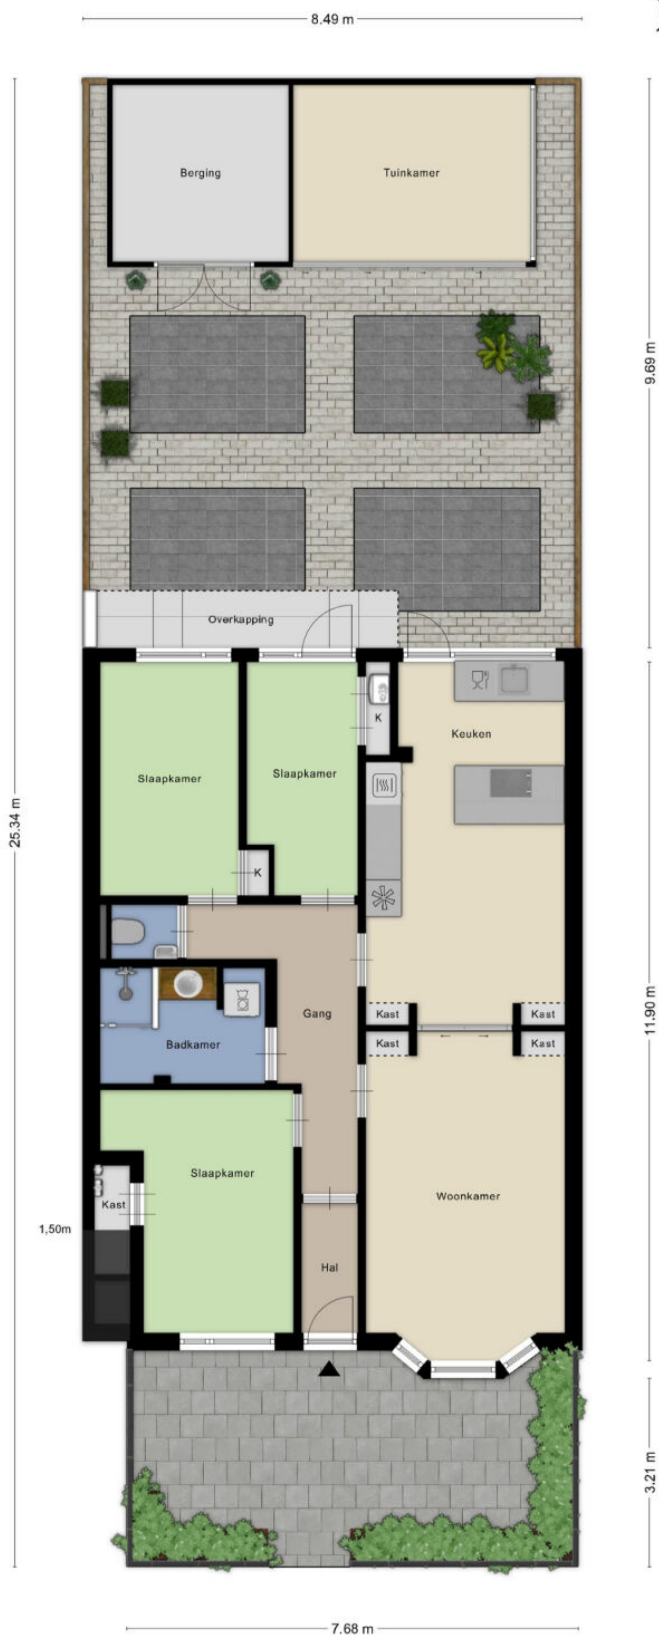 8.49 m
Berging
Tuinkamer
9.69 m
Overkapping
Keuken
K
Slaapkamer
Slaapkamer
25.34 m
K
11.90 m
Gang
Kast
Kast
Badkamer
Kast
Kast
Slaapkamer
Woonkamer
Kast
1,50m
Hal
3.21 m
7.68 m